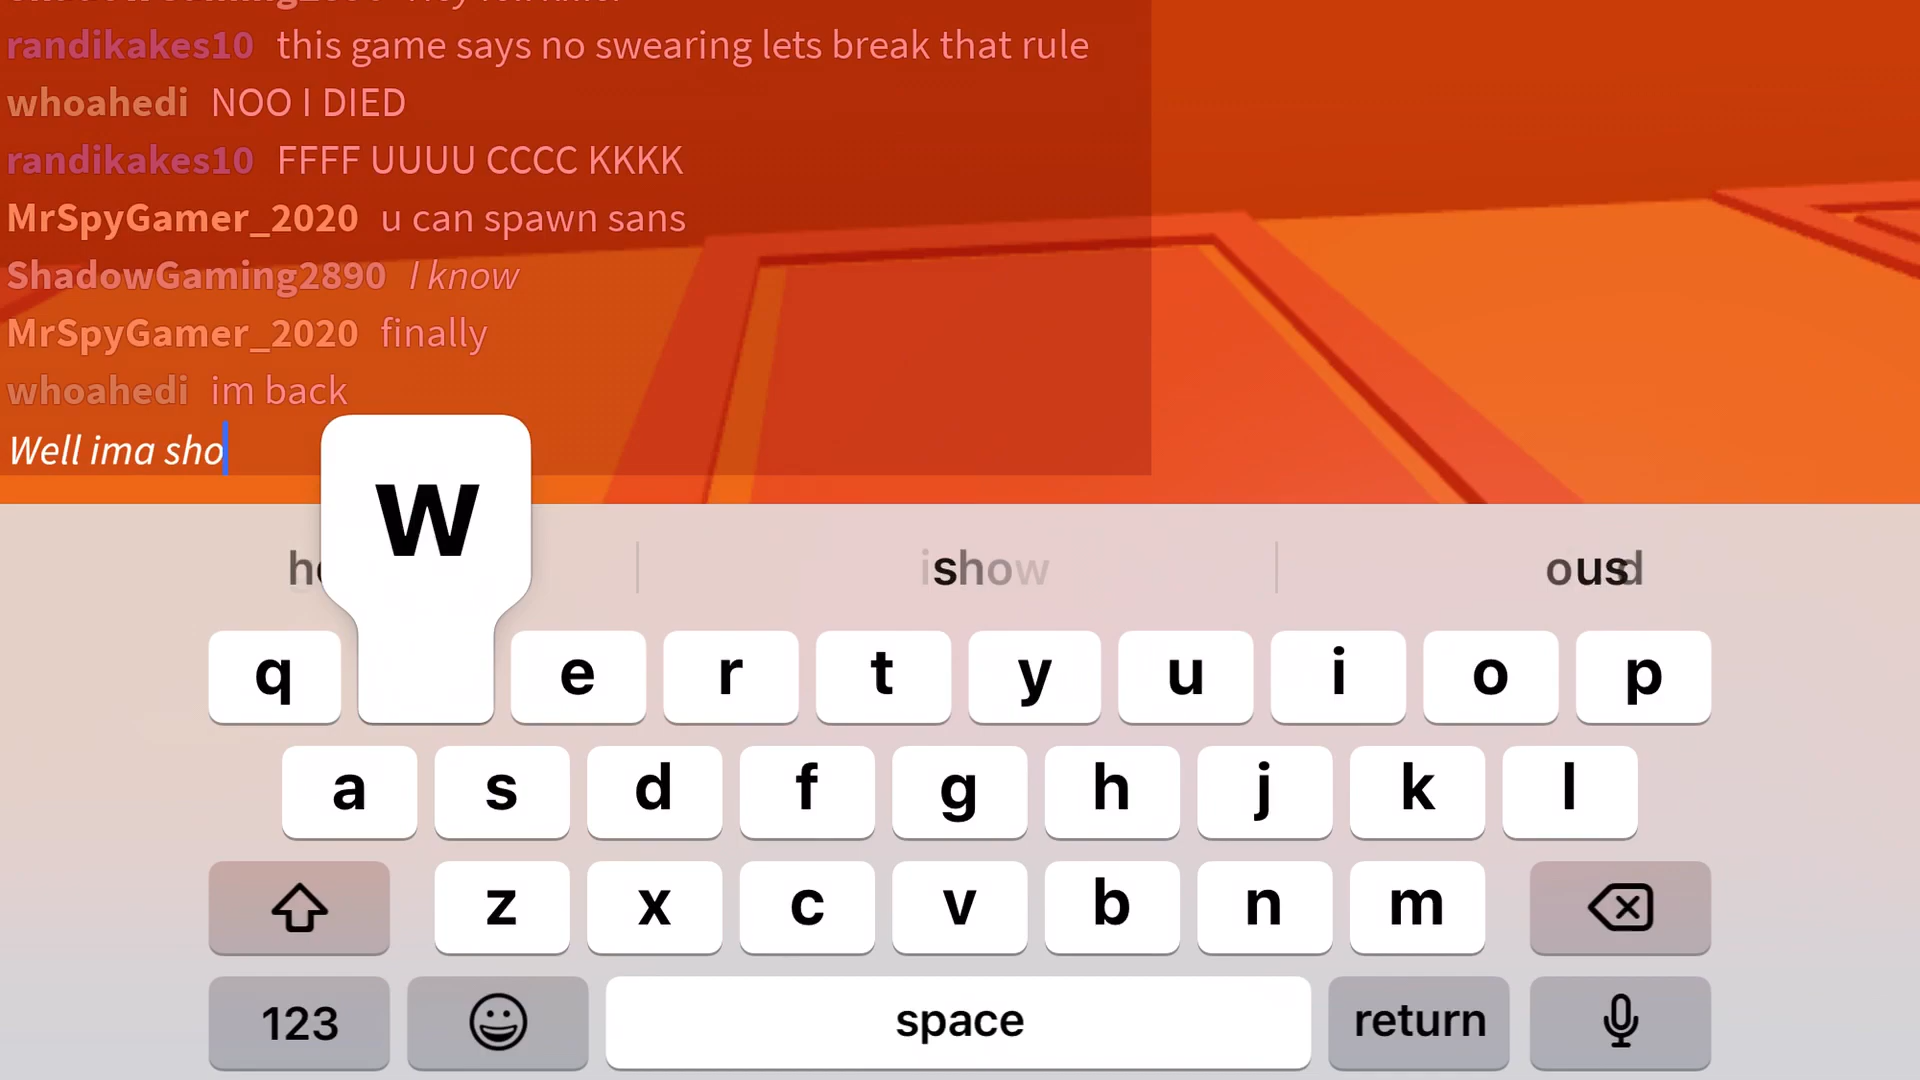 randikakes10 this game says no swearing lets break that rule
whoahedi NOO I DIED
randikakes10 FFFF UUUU CCCC KKKK
MrSpyGamer_2020 u can spawn sans
ShadowGaming2890 I know
MrSpyGamer_2020 finally
whoahedi im back
Well ima sho
W
show
q e r t y u i o p
a s d f g h j k l
z x c v b n m
123 space return